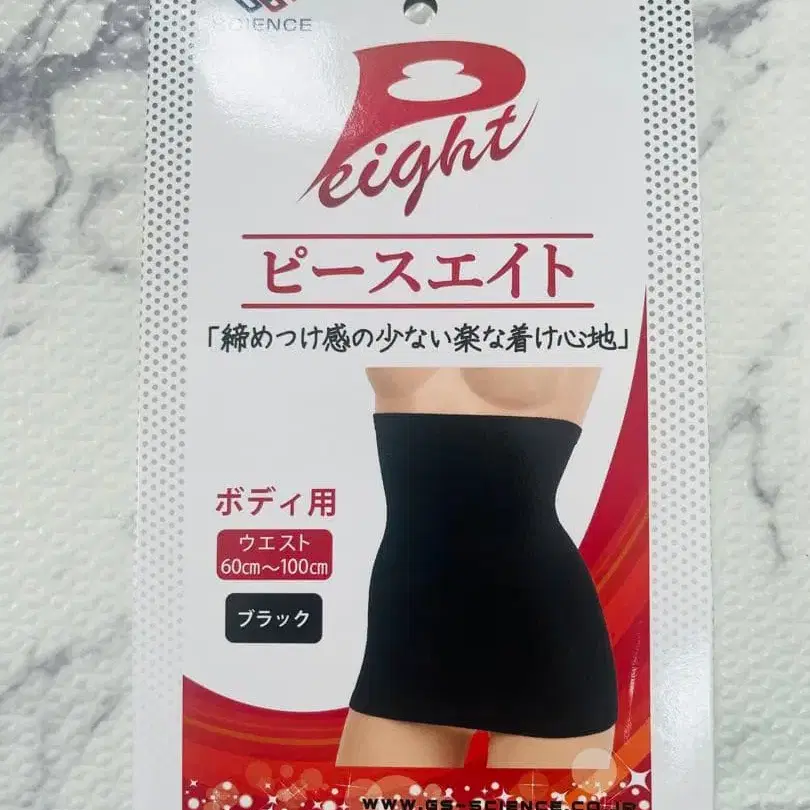 SCIENCE
P eight
ピースエイト
「締めつけ感の少ない楽な着け心地」
ボディ用
ウエスト
60cm〜100cm
ブラック
WWW.GS-SCIENCE.CO.JP